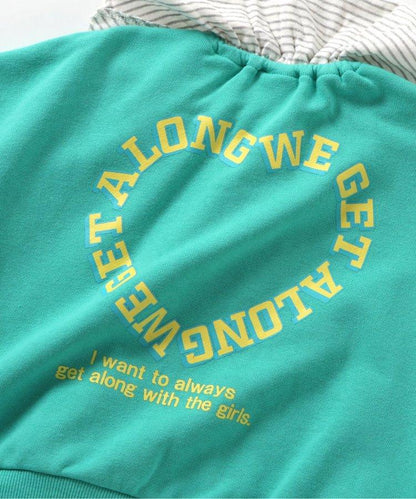 WE GET ALONG WE GET ALONG
I want to always
get along with the girls.